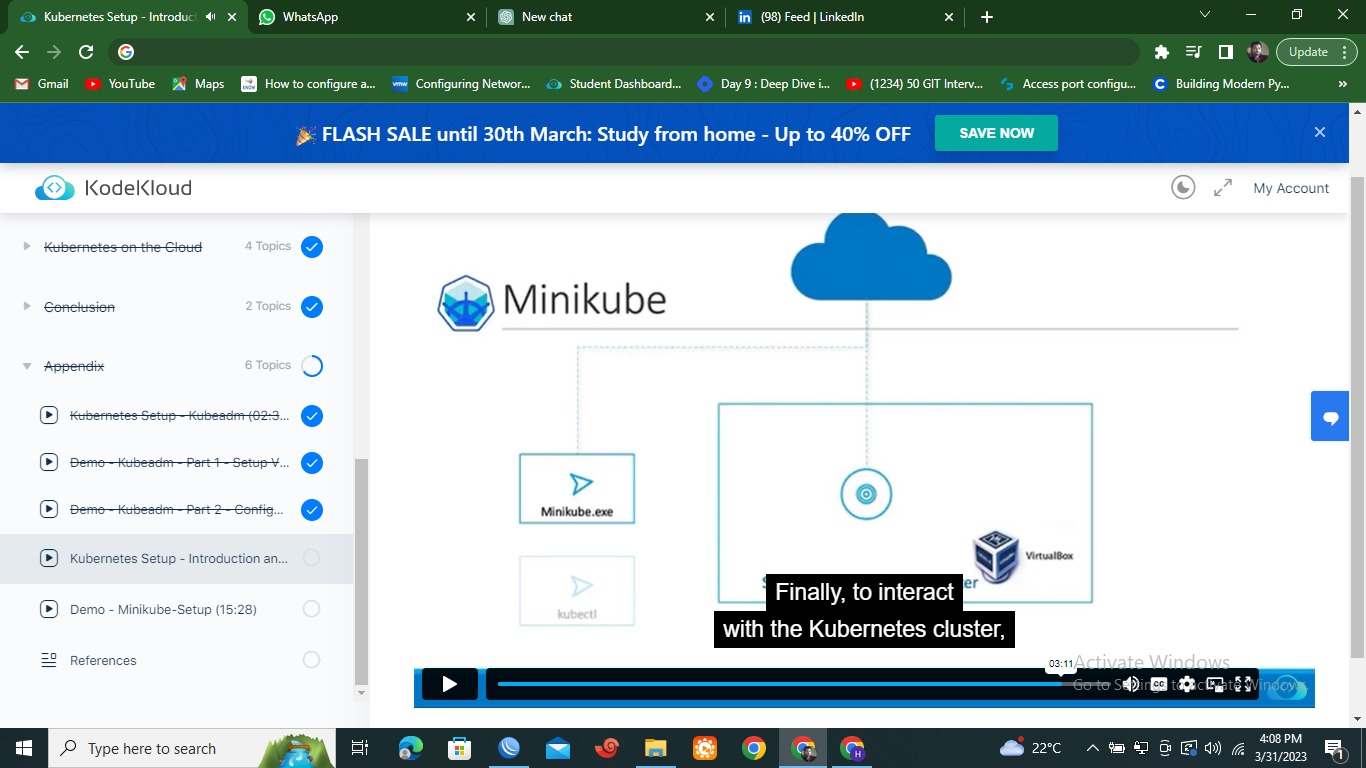 Kubernetes Setup - Introduct
WhatsApp
New chat
(98) Feed | LinkedIn
Update
Gmail
YouTube
Maps
How to configure a...
Configuring Networ...
Student Dashboard...
Day 9 : Deep Dive i...
(1234) 50 GIT Interv...
Access port configu...
Building Modern Py...
»
FLASH SALE until 30th March: Study from home - Up to 40% OFF
SAVE NOW
KodeKloud
My Account
Kubernetes on the Cloud
4 Topics
Conclusion
2 Topics
Appendix
6 Topics
Kubernetes Setup - Kubeadm (02:3...
Demo - Kubeadm - Part 1 - Setup V...
Demo - Kubeadm - Part 2 - Config...
Kubernetes Setup - Introduction an...
Demo - Minikube-Setup (15:28)
References
Minikube
Minikube.exe
kubectl
VirtualBox
Finally, to interact
with the Kubernetes cluster,
03:11
Activate Windows
Go to Settings to activate Windows.
CC
Type here to search
22°C
4:08 PM
3/31/2023
1